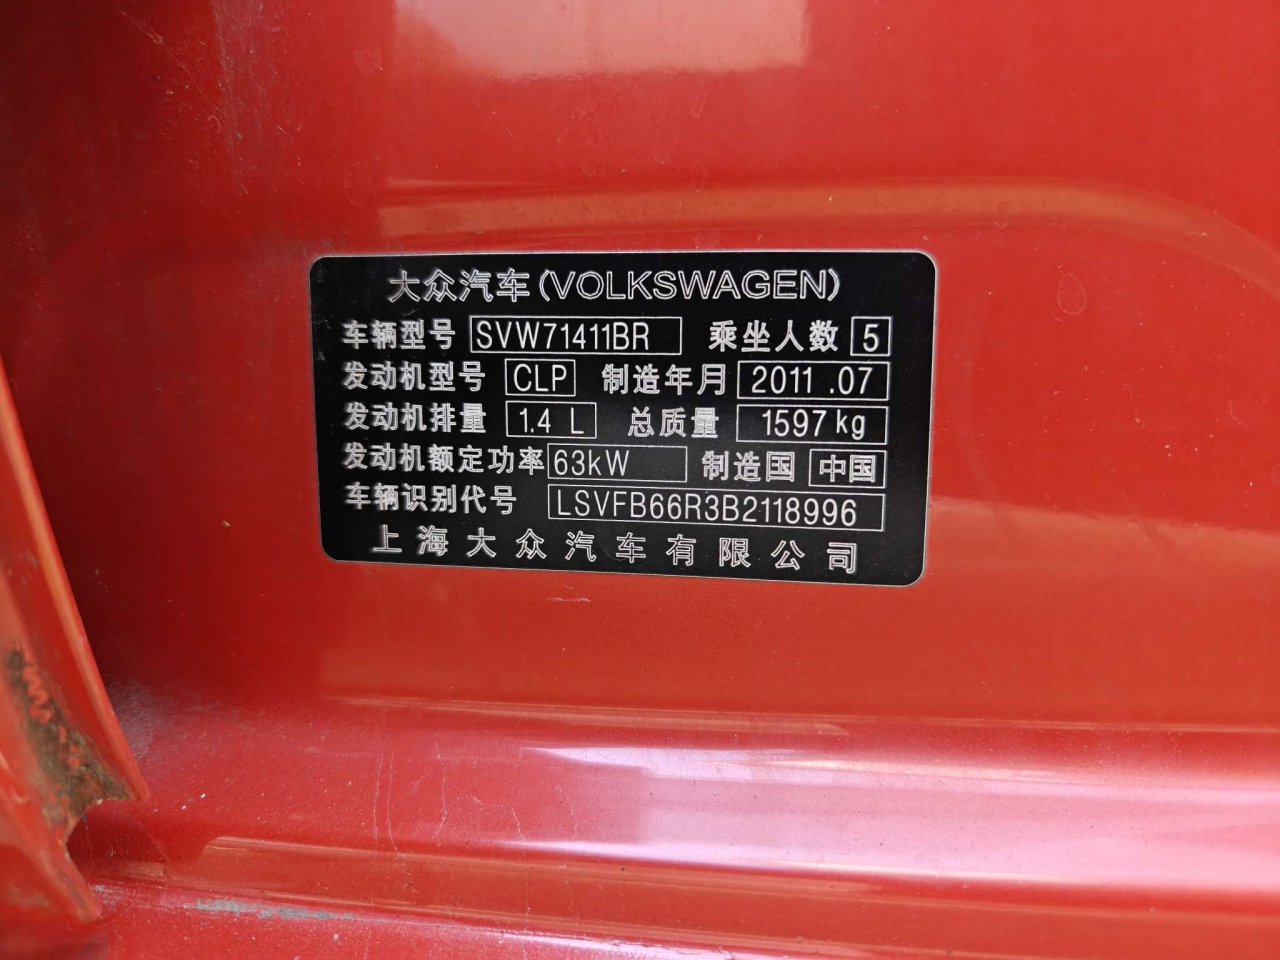 大众汽车(VOLKSWAGEN)
车辆型号 SVW71411BR 乘坐人数 5
发动机型号 CLP 制造年月 2011 .07
发动机排量 1.4 L 总质量 1597 kg
发动机额定功率 63kW 制造国 中国
车辆识别代号 LSVFB66R3B2118996
上海大众汽车有限公司